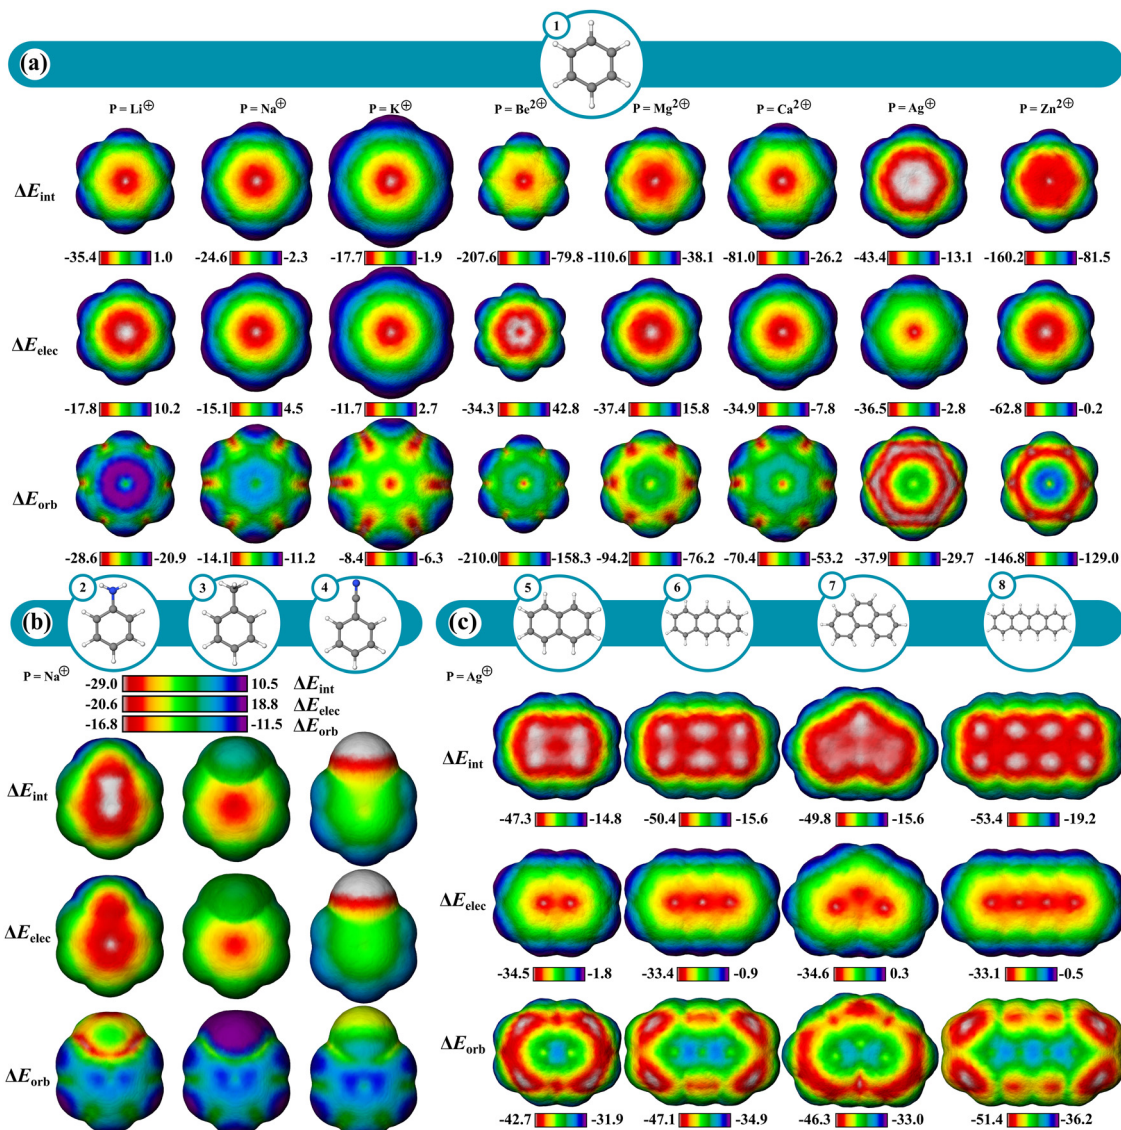 1
(a)
P = Li⊕ P = Na⊕ P = K⊕ P = Be2⊕ P = Mg2⊕ P = Ca2⊕ P = Ag⊕ P = Zn2⊕
ΔEint
-35.4 1.0 -24.6 -2.3 -17.7 -1.9 -207.6 -79.8 -110.6 -38.1 -81.0 -26.2 -43.4 -13.1 -160.2 -81.5
ΔEelec
-17.8 10.2 -15.1 4.5 -11.7 2.7 -34.3 42.8 -37.4 15.8 -34.9 -7.8 -36.5 -2.8 -62.8 -0.2
ΔEorb
-28.6 -20.9 -14.1 -11.2 -8.4 -6.3 -210.0 -158.3 -94.2 -76.2 -70.4 -53.2 -37.9 -29.7 -146.8 -129.0
2 3 4
(b)
P = Na⊕
-29.0 10.5 ΔEint
-20.6 18.8 ΔEelec
-16.8 -11.5 ΔEorb
ΔEint
ΔEelec
ΔEorb
5 6 7 8
(c)
P = Ag⊕
ΔEint
-47.3 -14.8 -50.4 -15.6 -49.8 -15.6 -53.4 -19.2
ΔEelec
-34.5 -1.8 -33.4 -0.9 -34.6 0.3 -33.1 -0.5
ΔEorb
-42.7 -31.9 -47.1 -34.9 -46.3 -33.0 -51.4 -36.2